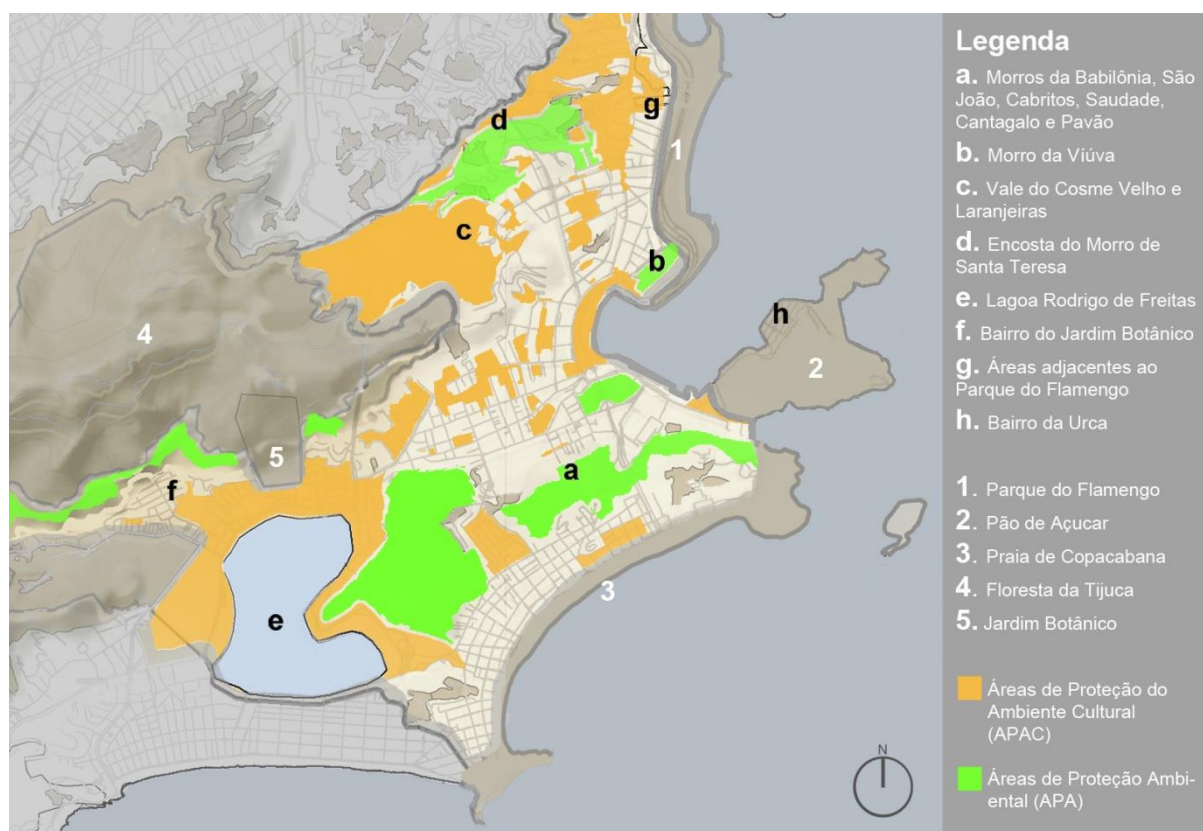 Legenda
a. Morros da Babilônia, São
João, Cabritos, Saudade,
Cantagalo e Pavão
b. Morro da Víúva
c. Vale do Cosme Velho e
Laranjeiras
d. Encosta do Morro de
Santa Teresa
e. Lagoa Rodrigo de Freitas
f. Bairro do Jardim Botânico
g. Áreas adjacentes ao
Parque do Flamengo
h. Bairro da Urca
1. Parque do Flamengo
2. Pão de Açucar
3. Praia de Copacabana
4. Floresta da Tijuca
5. Jardim Botânico
Áreas de Proteção do
Ambiente Cultural
(APAC)
Áreas de Proteção Ambi-
ental (APA)
g
d
1
c
b
h
4
2
a
5
f
3
e
N